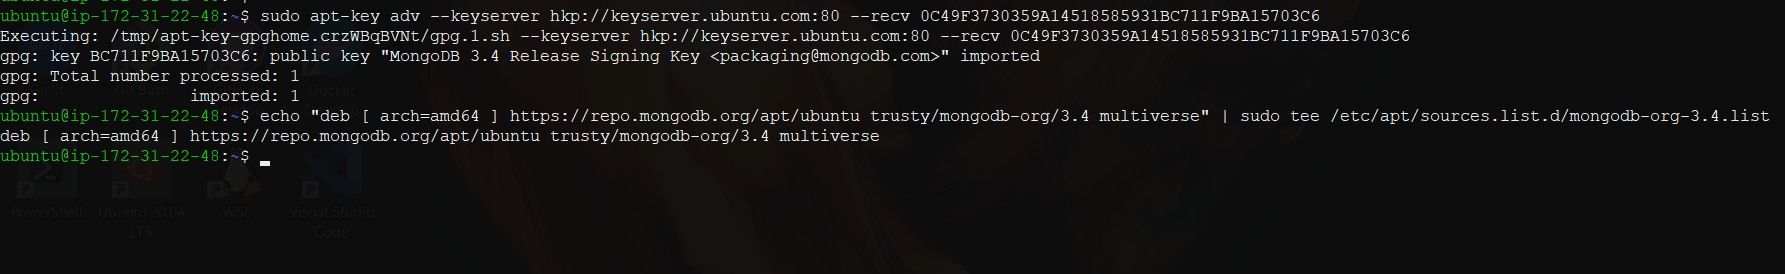 ubuntu@ip-172-31-22-48:~$ sudo apt-key adv --keyserver hkp://keyserver.ubuntu.com:80 --recv 0C49F3730359A14518585931BC711F9BA15703C6
Executing: /tmp/apt-key-gpghome.crzWBqBVNt/gpg.1.sh --keyserver hkp://keyserver.ubuntu.com:80 --recv 0C49F3730359A14518585931BC711F9BA15703C6
gpg: key BC711F9BA15703C6: public key "MongoDB 3.4 Release Signing Key <packaging@mongodb.com>" imported
gpg: Total number processed: 1
gpg:               imported: 1
ubuntu@ip-172-31-22-48:~$ echo "deb [ arch=amd64 ] https://repo.mongodb.org/apt/ubuntu trusty/mongodb-org/3.4 multiverse" | sudo tee /etc/apt/sources.list.d/mongodb-org-3.4.list
deb [ arch=amd64 ] https://repo.mongodb.org/apt/ubuntu trusty/mongodb-org/3.4 multiverse
ubuntu@ip-172-31-22-48:~$
PowerShell
Ubuntu 20.04 LTS
WSL
Visual Studio Code